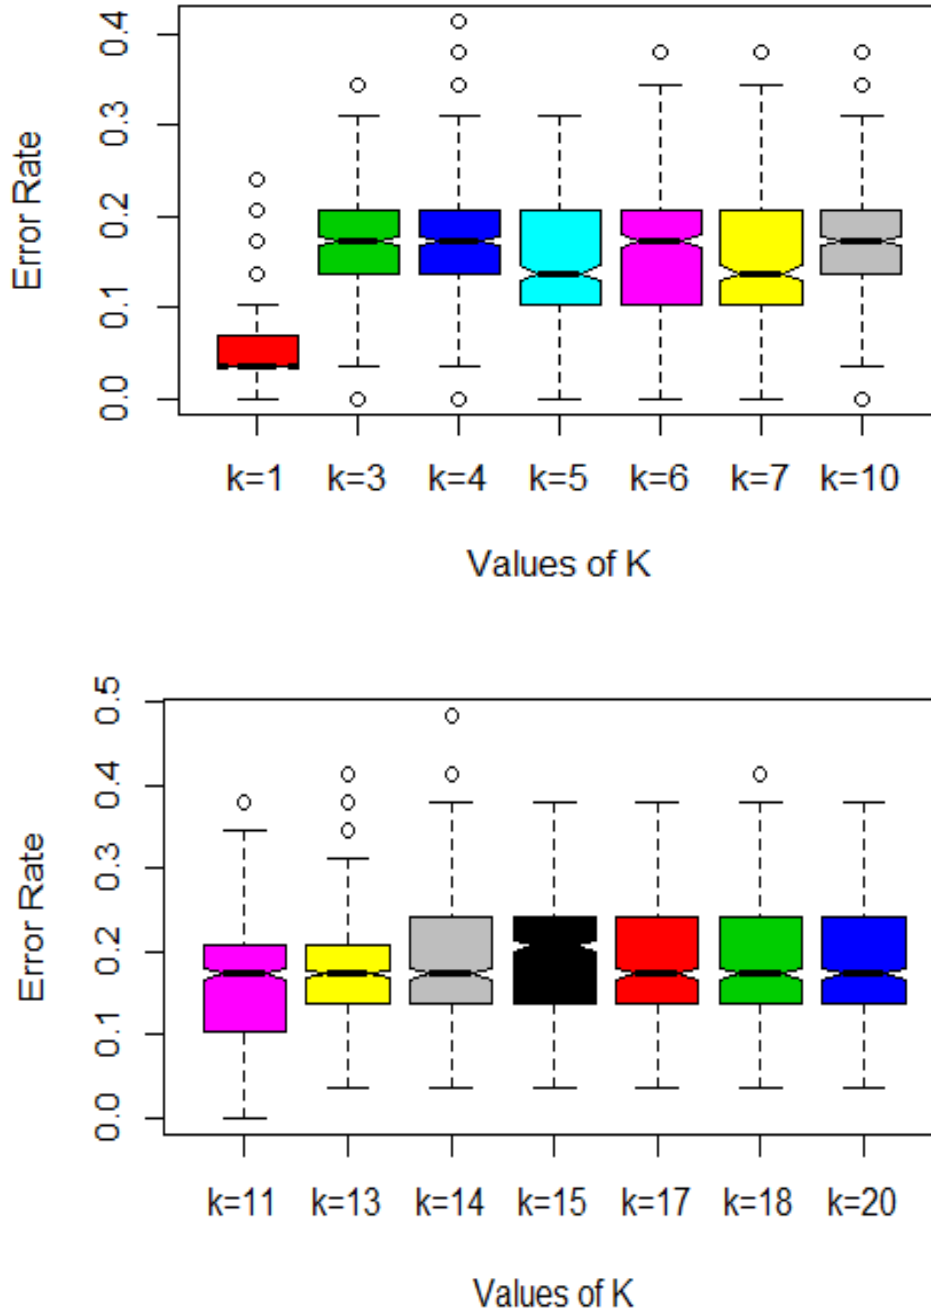 Error Rate
0.4
0.3
0.2
0.1
0.0
k=1 k=3 k=4 k=5 k=6 k=7 k=10
Values of K
Error Rate
0.5
0.4
0.3
0.2
0.1
0.0
k=11 k=13 k=14 k=15 k=17 k=18 k=20
Values of K